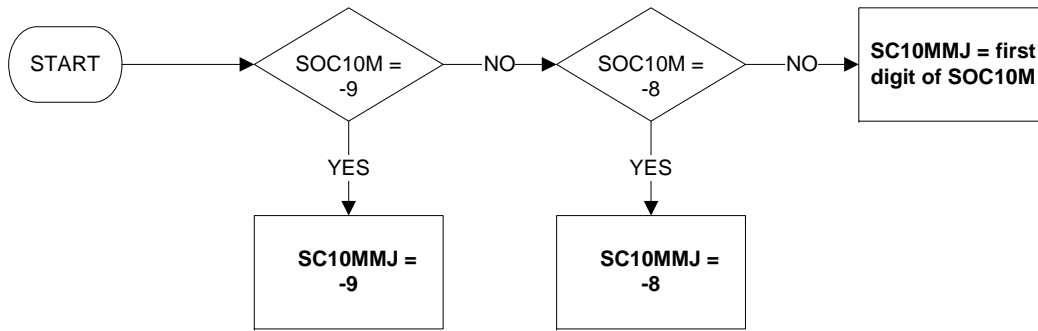 START
SOC10M =
-9
NO
SOC10M =
-8
NO
SC10MMJ = first
digit of SOC10M
YES
YES
SC10MMJ =
-9
SC10MMJ =
-8